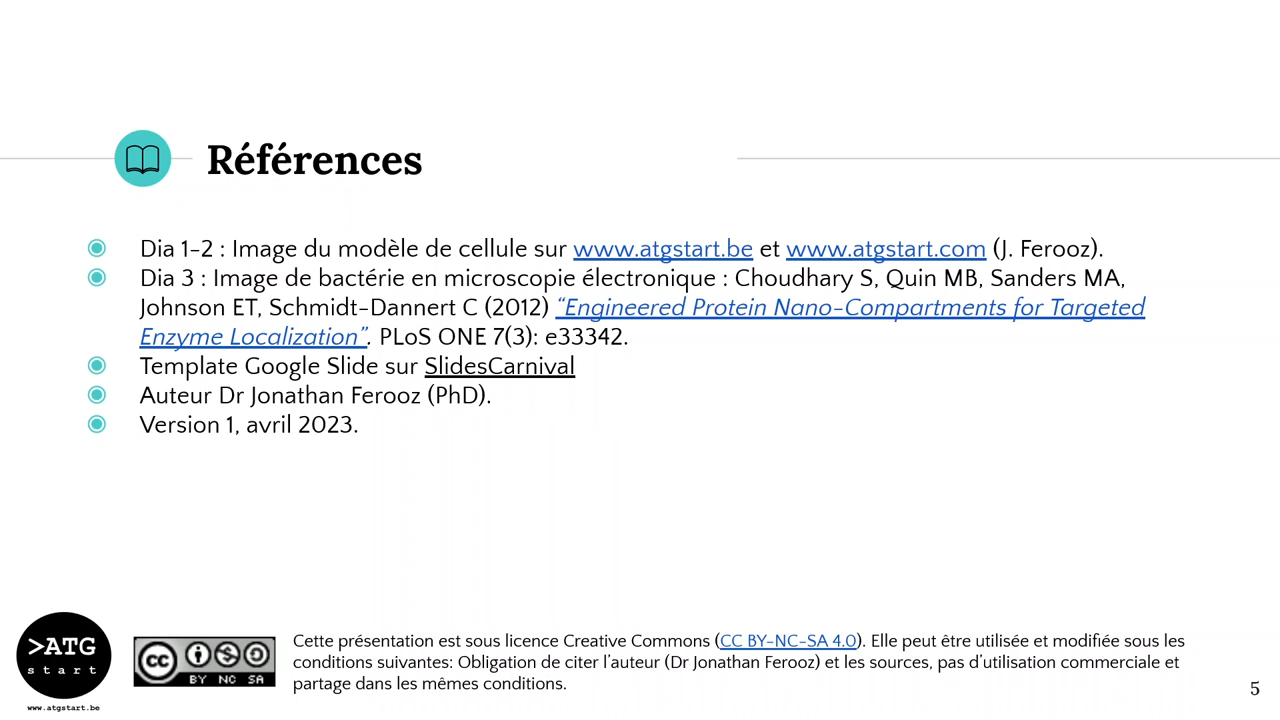 Références
Dia 1-2 : Image du modèle de cellule sur www.atgstart.be et www.atgstart.com (J. Ferooz).
Dia 3 : Image de bactérie en microscopie électronique : Choudhary S, Quin MB, Sanders MA,
Johnson ET, Schmidt-Dannert C (2012) “Engineered Protein Nano-Compartments for Targeted
Enzyme Localization”. PLoS ONE 7(3): e33342.
Template Google Slide sur SlidesCarnival
Auteur Dr Jonathan Ferooz (PhD).
Version 1, avril 2023.
>ATG
start
www.atgstart.be
cc
BY NC SA
Cette présentation est sous licence Creative Commons (CC BY-NC-SA 4.0). Elle peut être utilisée et modifiée sous les
conditions suivantes: Obligation de citer l’auteur (Dr Jonathan Ferooz) et les sources, pas d’utilisation commerciale et
partage dans les mêmes conditions.
5